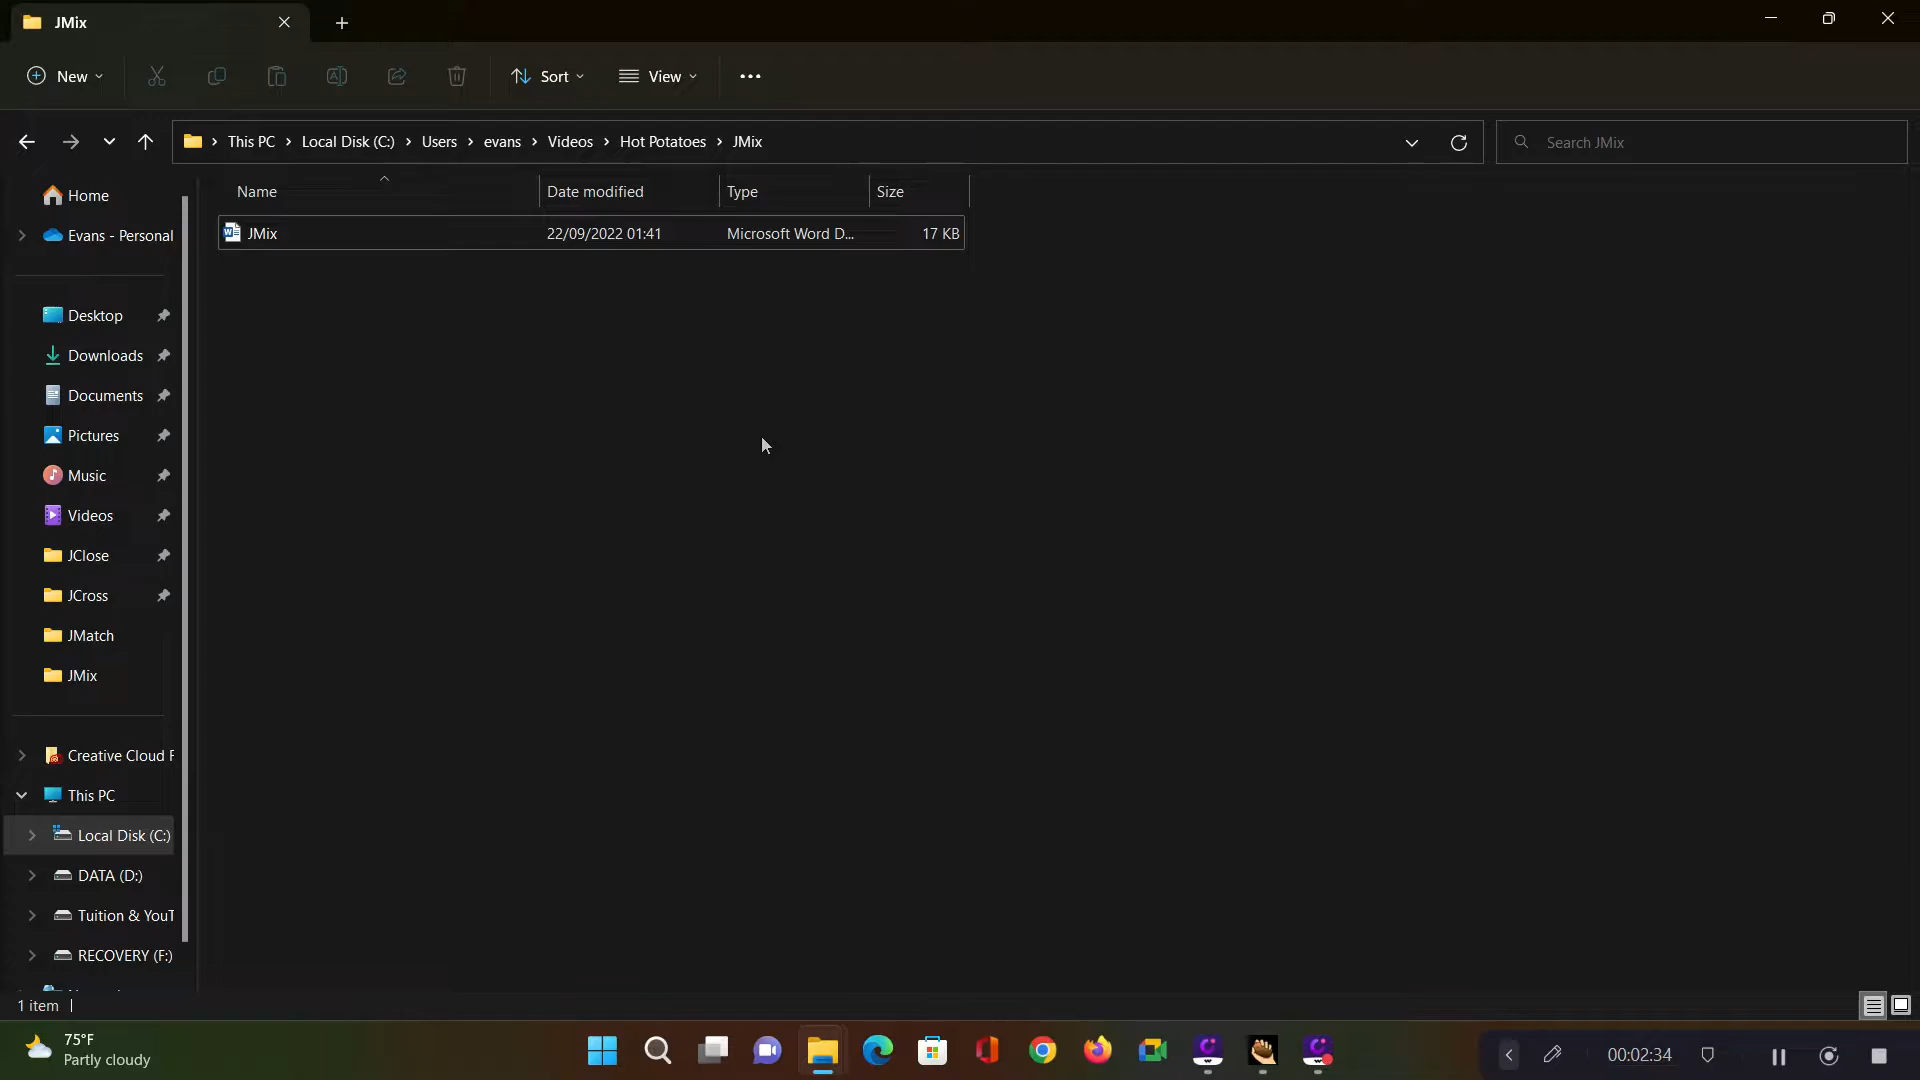 JMix
New
Sort
View
This PC
Local Disk (C:)
Users
evans
Videos
Hot Potatoes
JMix
Search JMix
Name
Date modified
Type
Size
JMix
22/09/2022 01:41
Microsoft Word D...
17 KB
Home
Evans - Personal
Desktop
Downloads
Documents
Pictures
Music
Videos
JClose
JCross
JMatch
JMix
Creative Cloud F
This PC
Local Disk (C:)
DATA (D:)
Tuition & YouT
RECOVERY (F:)
1 item
75°F
Partly cloudy
00:02:34